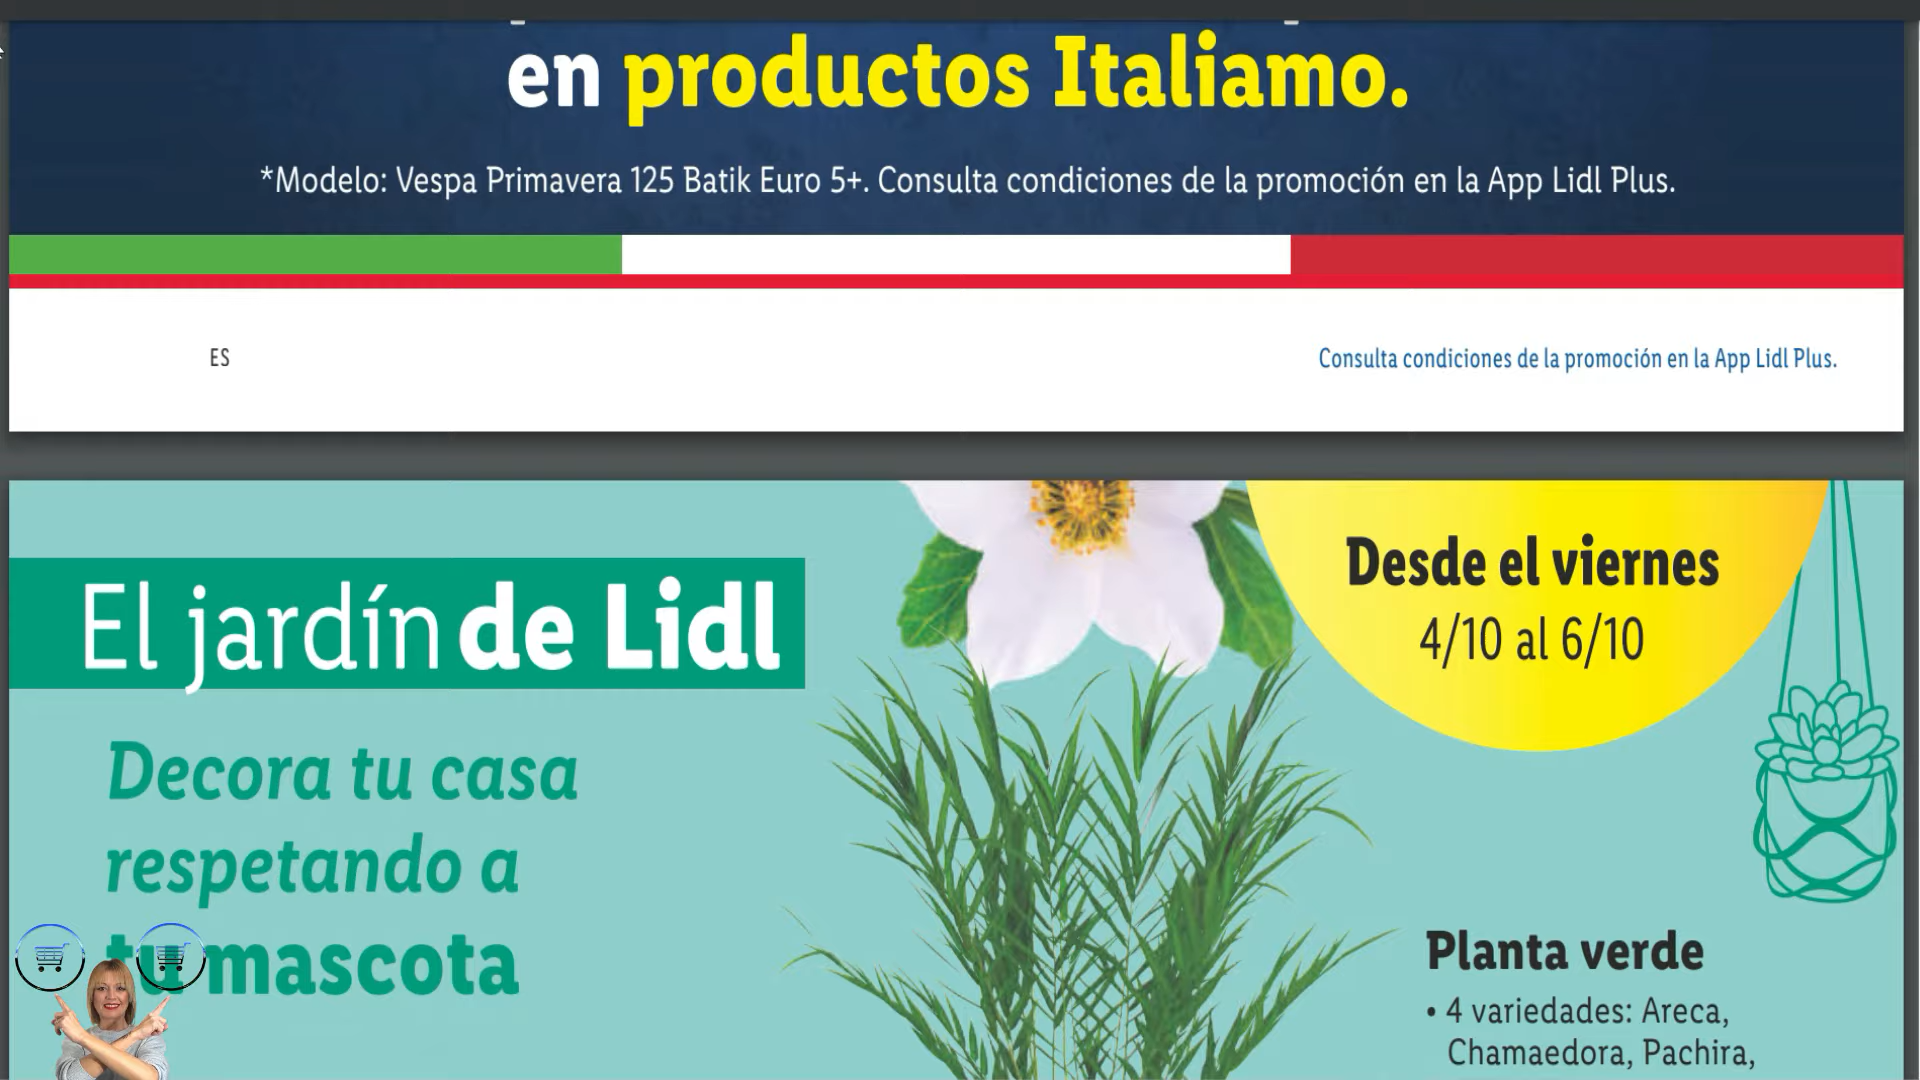 en productos Italiamo.
*Modelo: Vespa Primavera 125 Batik Euro 5+. Consulta condiciones de la promoción en la App Lidl Plus.
ES
Consulta condiciones de la promoción en la App Lidl Plus.
El jardín de Lidl
Desde el viernes
4/10 al 6/10
Decora tu casa
respetando a
tu mascota
Planta verde
• 4 variedades: Areca,
Chamaedora, Pachira,